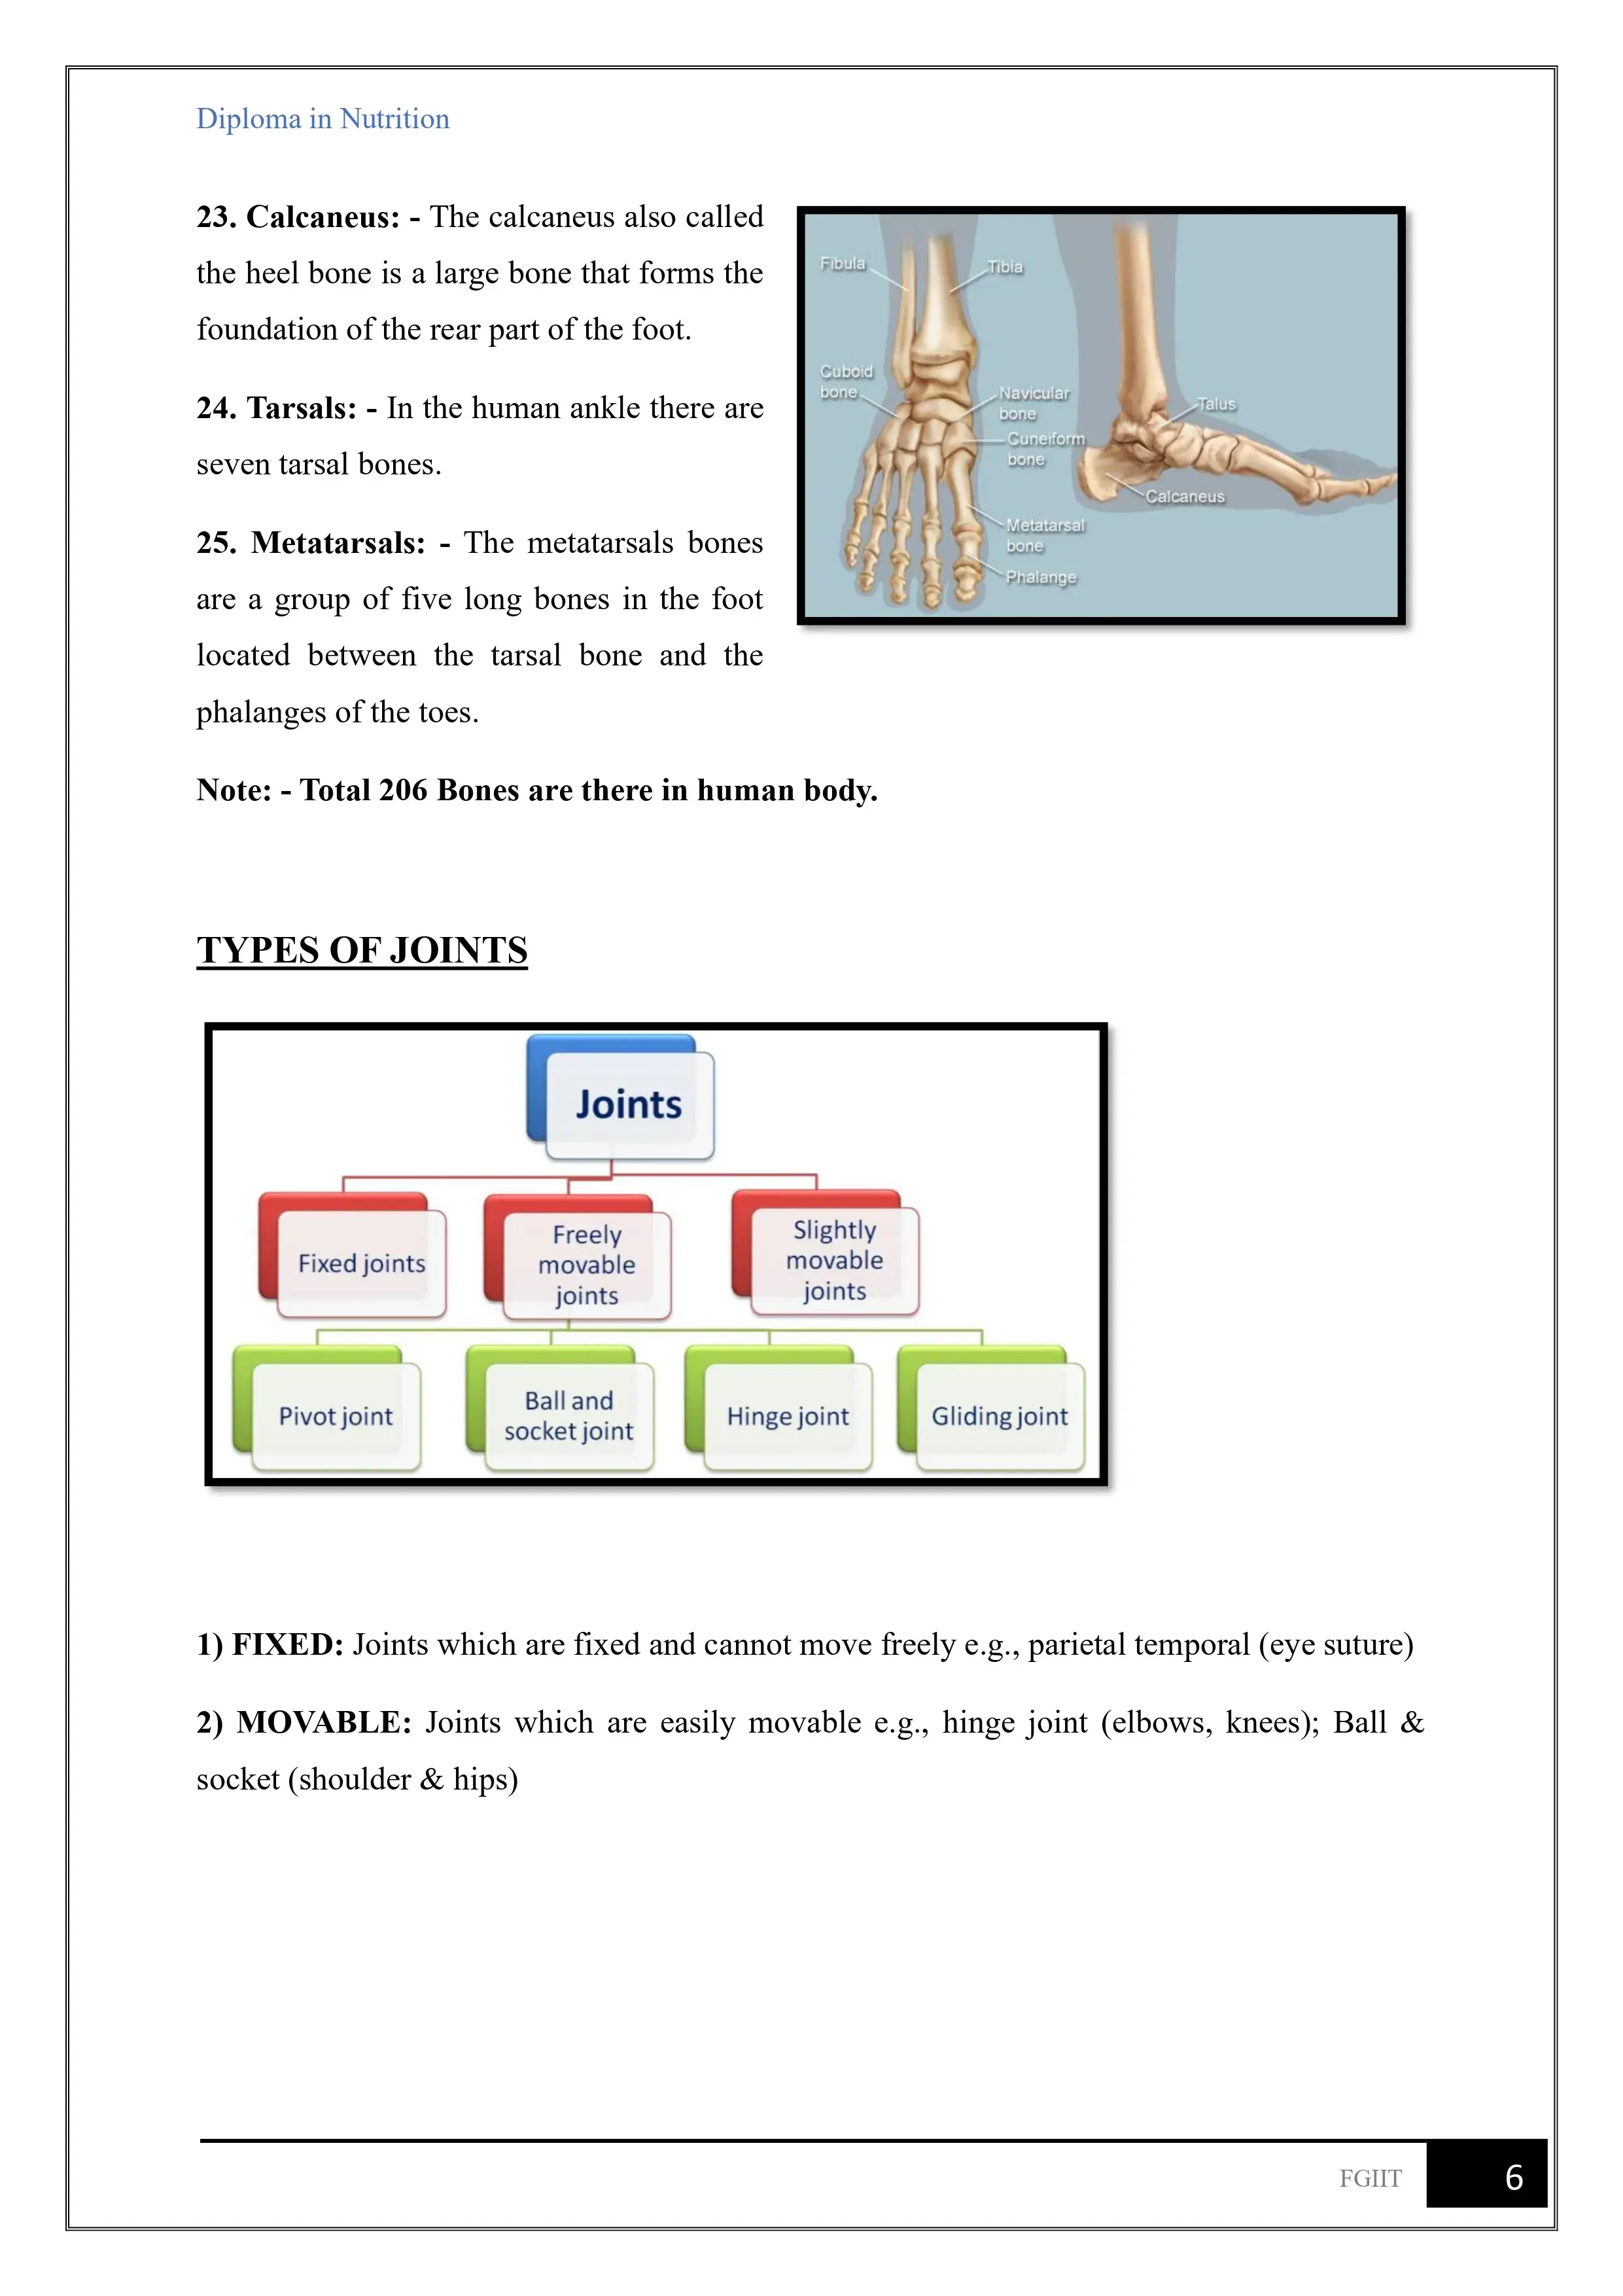 Diploma in Nutrition
23. Calcaneus: - The calcaneus also called
the heel bone is a large bone that forms the
foundation of the rear part of the foot.
24. Tarsals: - In the human ankle there are
seven tarsal bones.
25. Metatarsals: - The metatarsals bones
are a group of five long bones in the foot
located between the tarsal bone and the
phalanges of the toes.
Fibula
Tibia
Cuboid
bone
Navicular
bone
Cuneiform
bone
Metatarsal
bone
Phalange
Talus
Calcaneus
Note: - Total 206 Bones are there in human body.
TYPES OF JOINTS
Joints
Fixed joints
Freely
movable
joints
Slightly
movable
joints
Pivot joint
Ball and
socket joint
Hinge joint
Gliding joint
1) FIXED: Joints which are fixed and cannot move freely e.g., parietal temporal (eye suture)
2) MOVABLE: Joints which are easily movable e.g., hinge joint (elbows, knees); Ball &
socket (shoulder & hips)
FGIIT
6